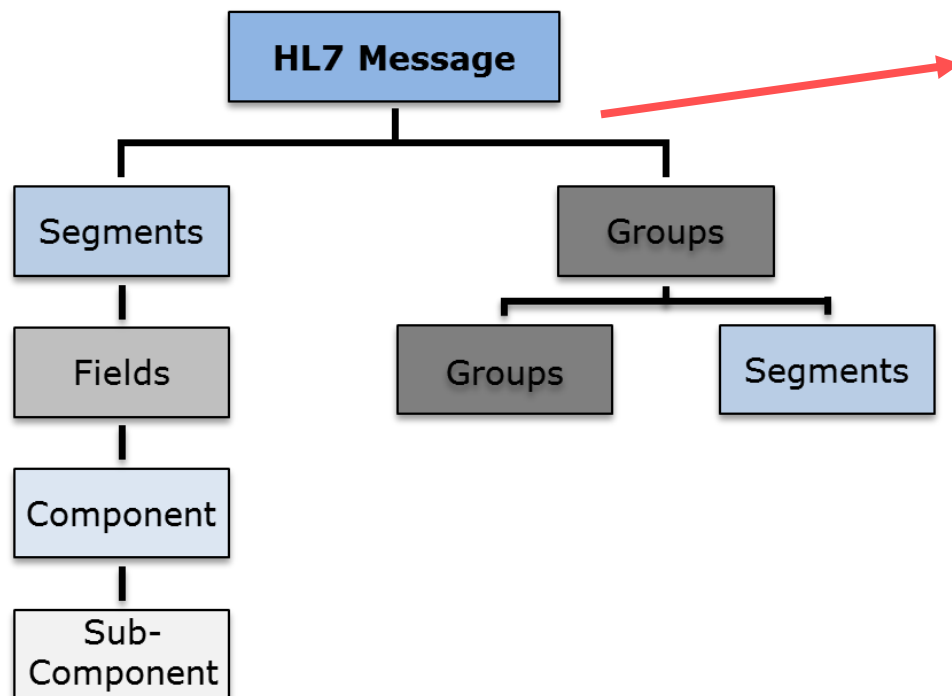 HL7 Message
Segments
Groups
Fields
Groups
Segments
Component
Sub-
Component